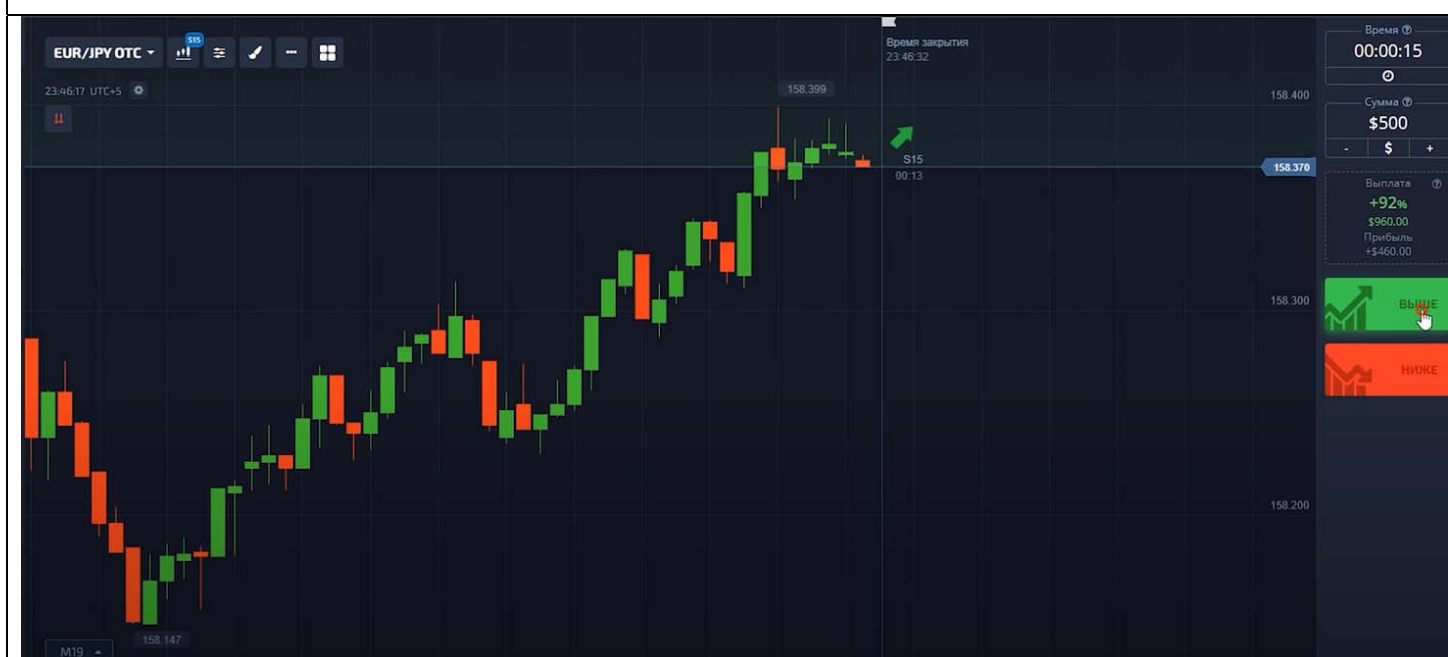 EUR/JPY OTC
S15
23:46:17 UTC+5
158.399
Время закрытия
23:46:32
S15
00:13
158.400
158.370
158.300
158.200
158.147
M19
Время
00:00:15
Сумма
$500
- $ +
Выплата
+92%
$960.00
Прибыль
+$460.00
ВЫШЕ
НИЖЕ